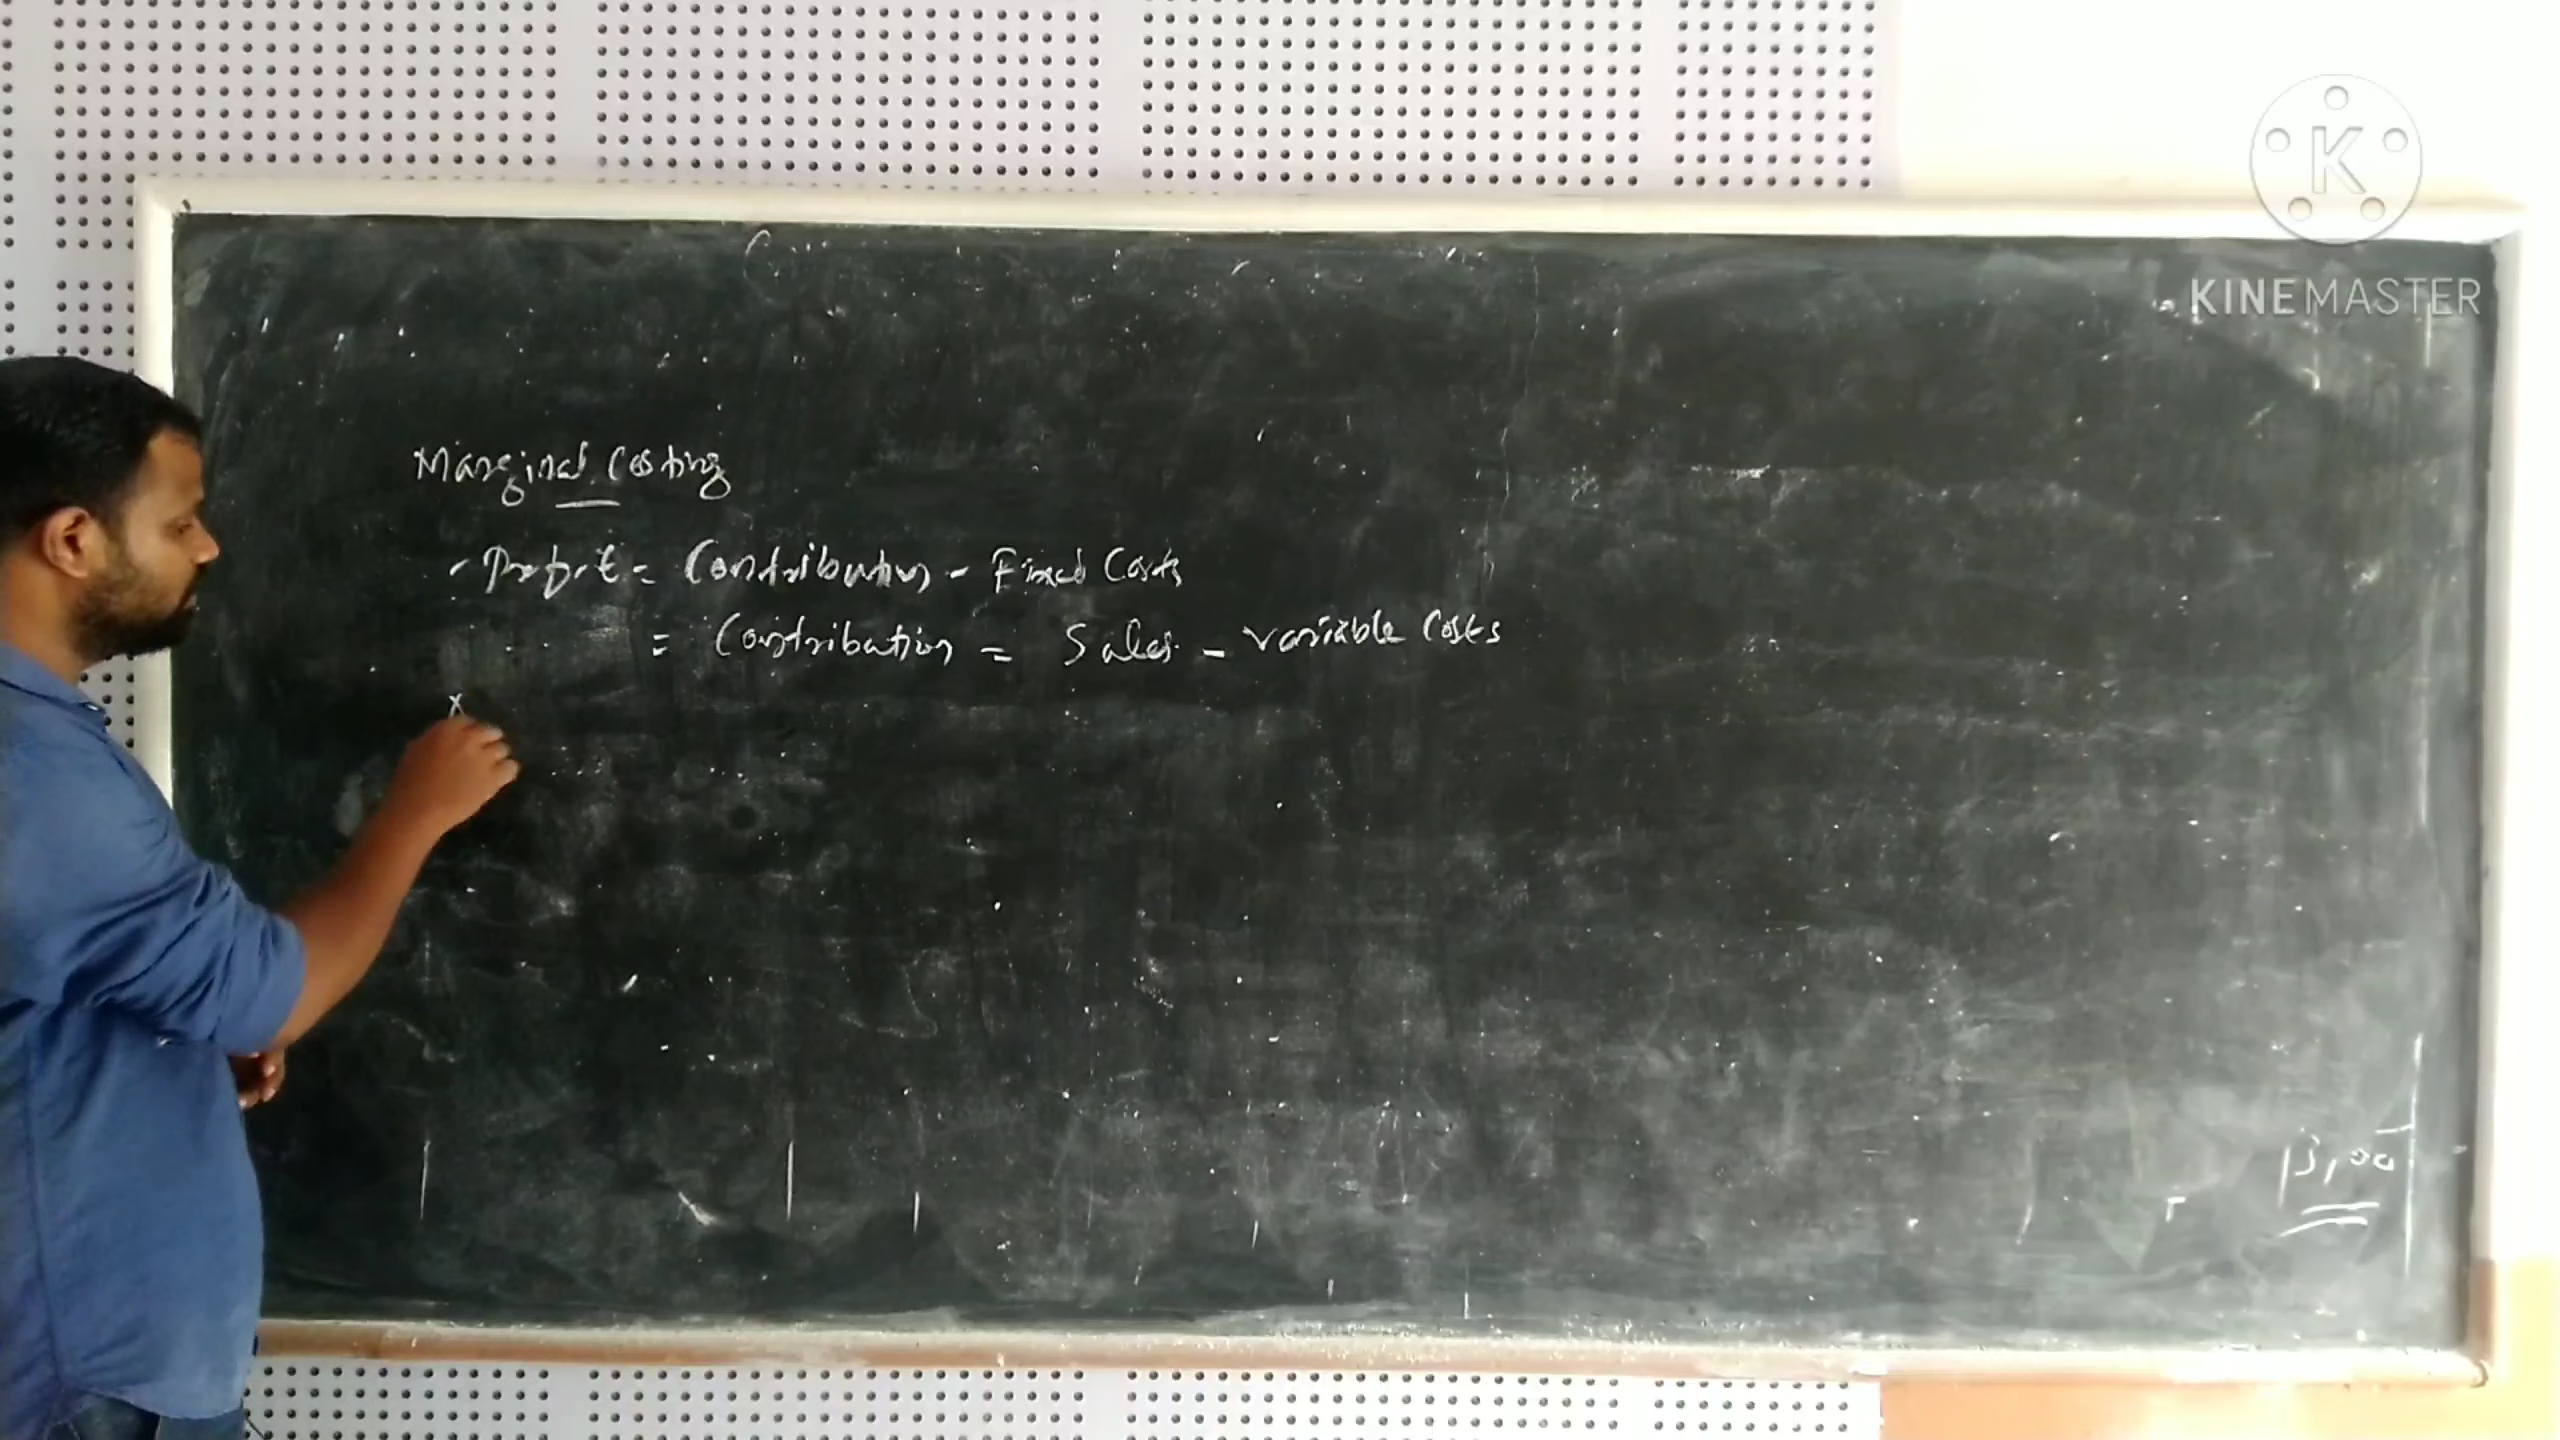 K
KINEMASTER
Marginal Costing
- Profit = Contribution - Fixed Costs
= Contribution = Sales - Variable Costs
x